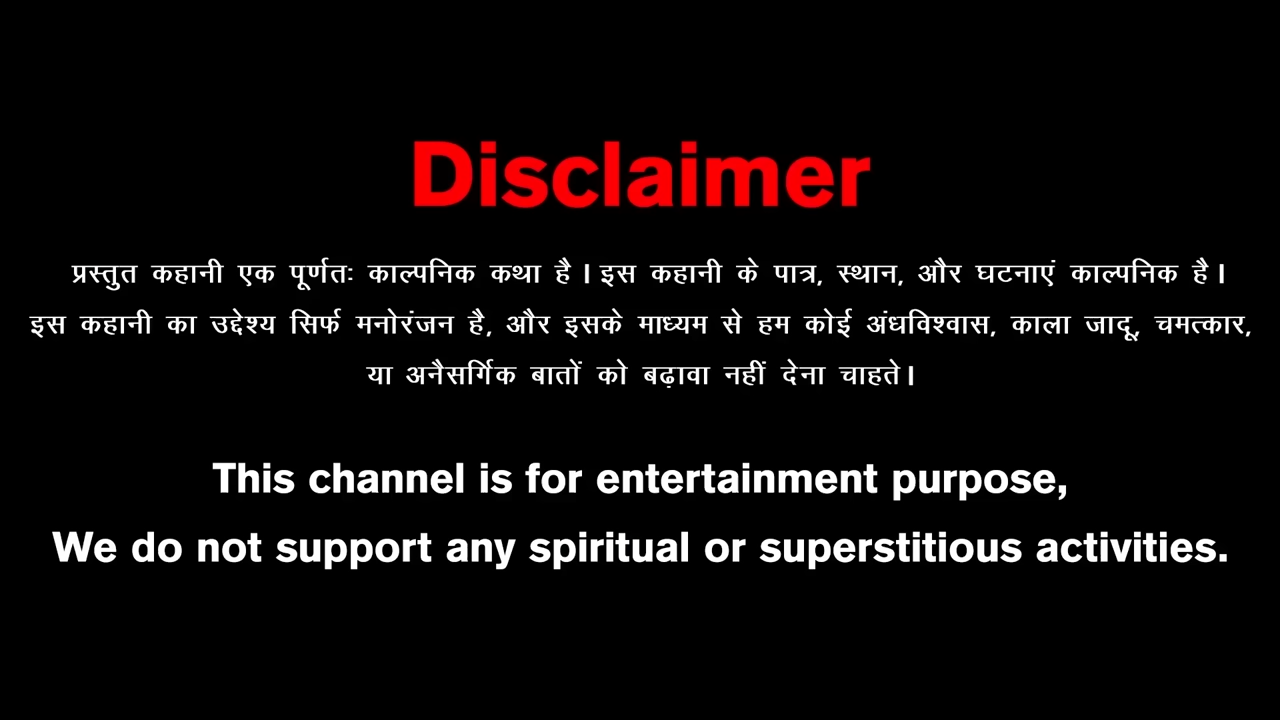 Disclaimer
प्रस्तुत कहानी एक पूर्णतः काल्पनिक कथा है। इस कहानी के पात्र, स्थान, और घटनाएं काल्पनिक है।
इस कहानी का उद्देश्य सिर्फ मनोरंजन है, और इसके माध्यम से हम कोई अंधविश्वास, काला जादू, चमत्कार,
या अनैसर्गिक बातों को बढ़ावा नहीं देना चाहते।
This channel is for entertainment purpose,
We do not support any spiritual or superstitious activities.